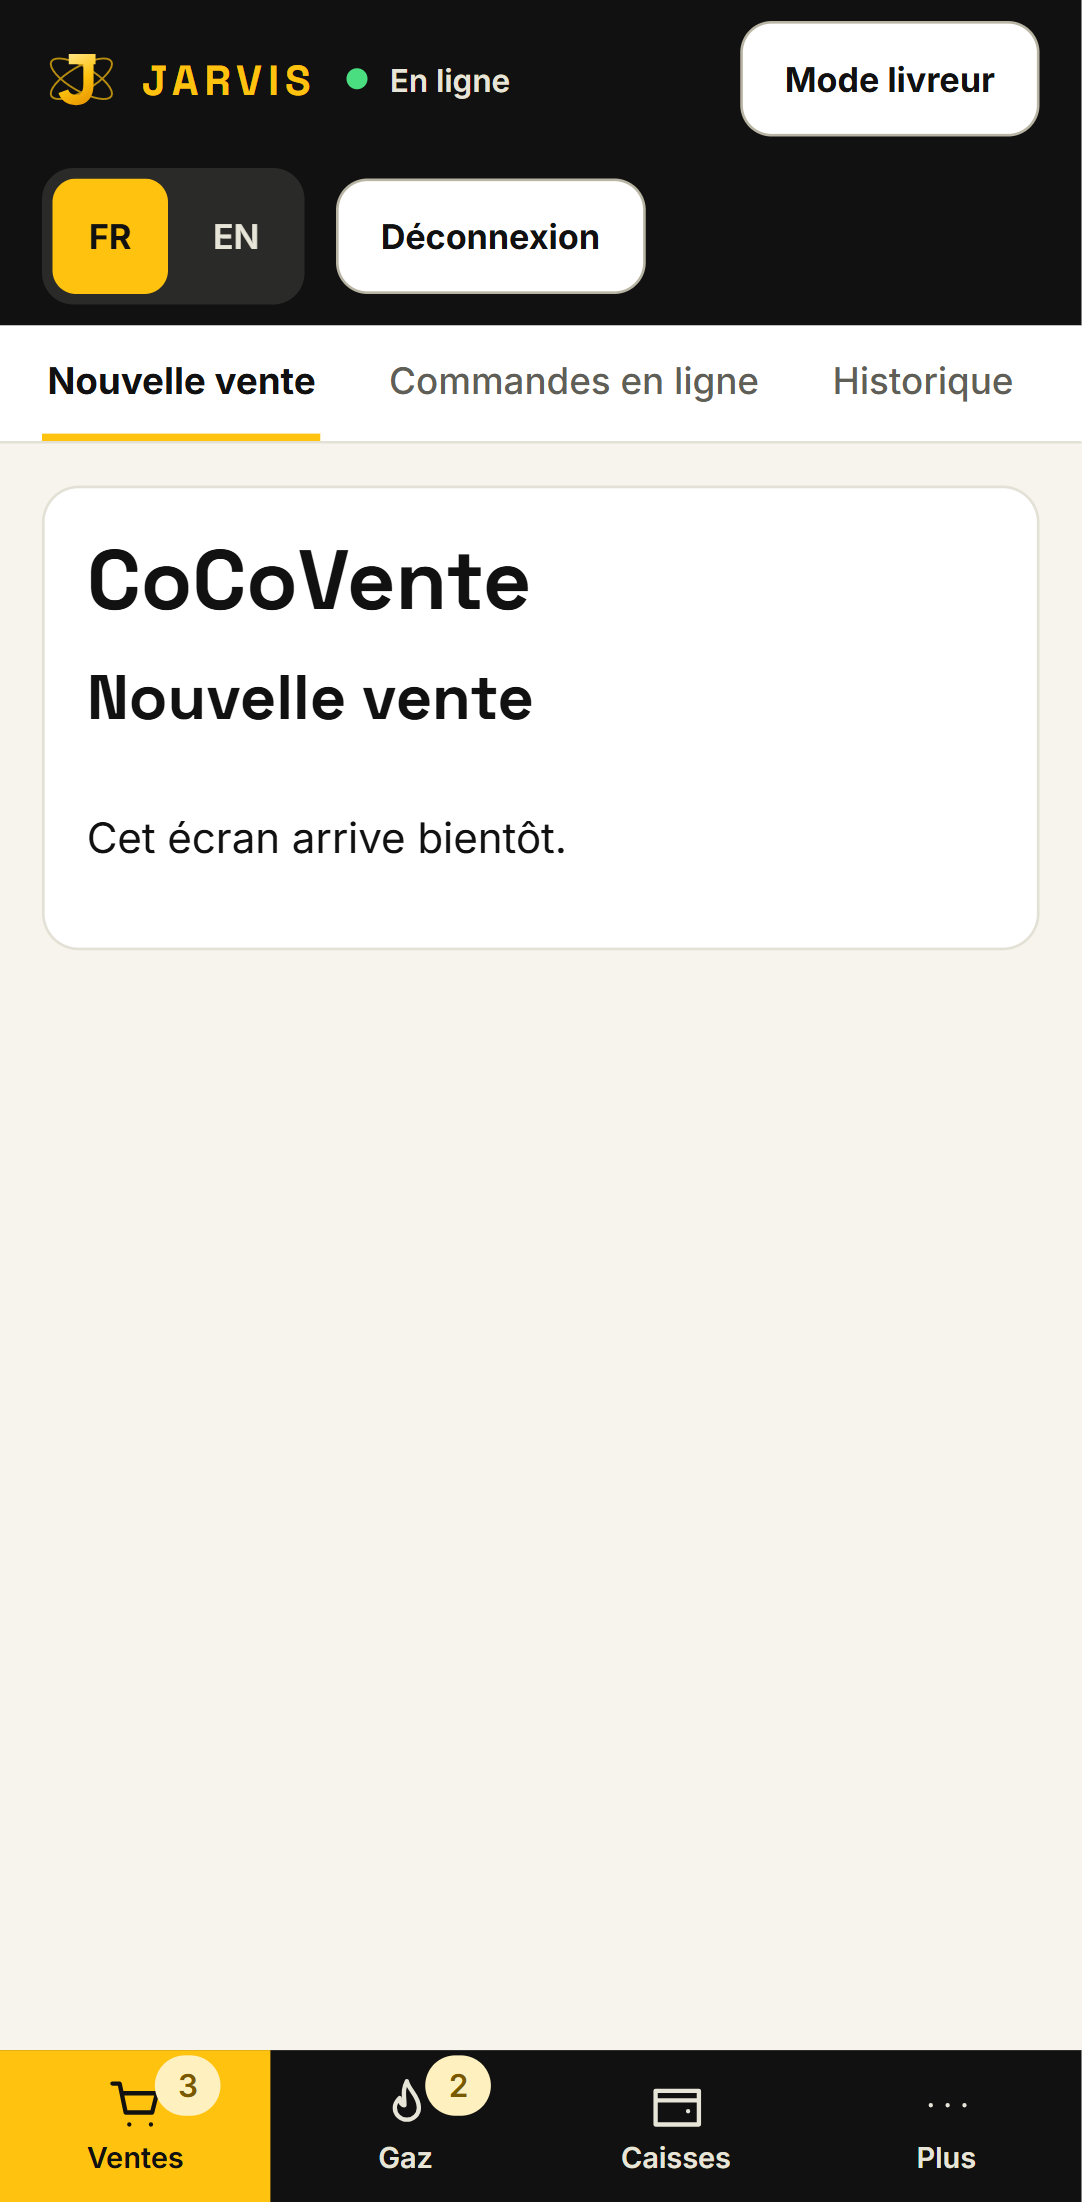 J JARVIS En ligne Mode livreur
FR EN Déconnexion
Nouvelle vente Commandes en ligne Historique
CoCoVente
Nouvelle vente
Cet écran arrive bientôt.
3 2
Ventes Gaz Caisses Plus